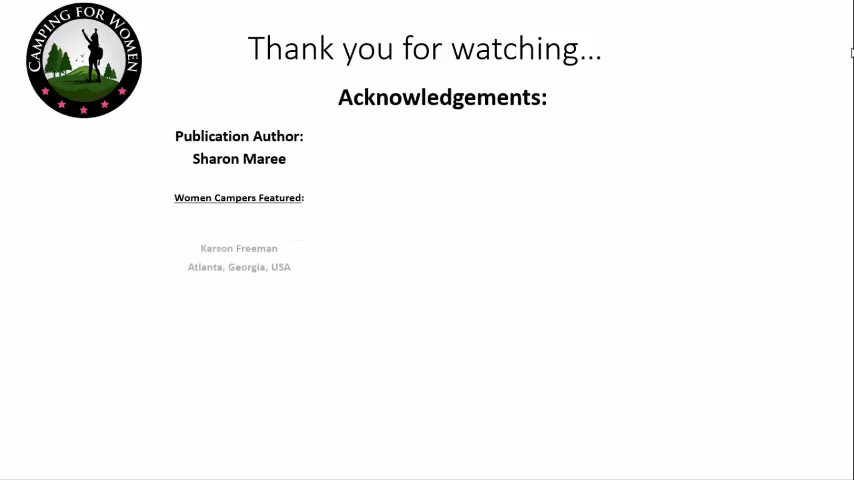 CAMPING FOR WOMEN
Thank you for watching...
Acknowledgements:
Publication Author:
Sharon Maree
Women Campers Featured:
Karson Freeman
Atlanta, Georgia, USA